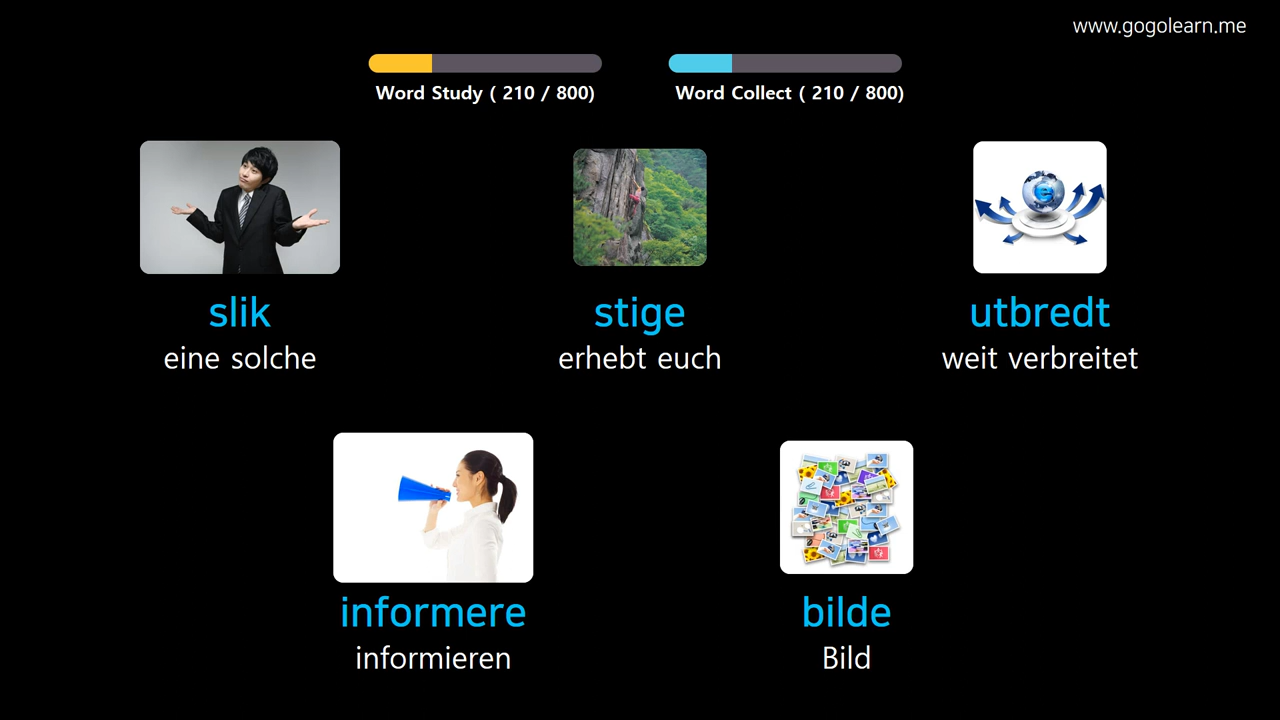 www.gogolearn.me
Word Study ( 210 / 800)
Word Collect ( 210 / 800)
slik
eine solche
stige
erhebt euch
utbredt
weit verbreitet
informere
informieren
bilde
Bild